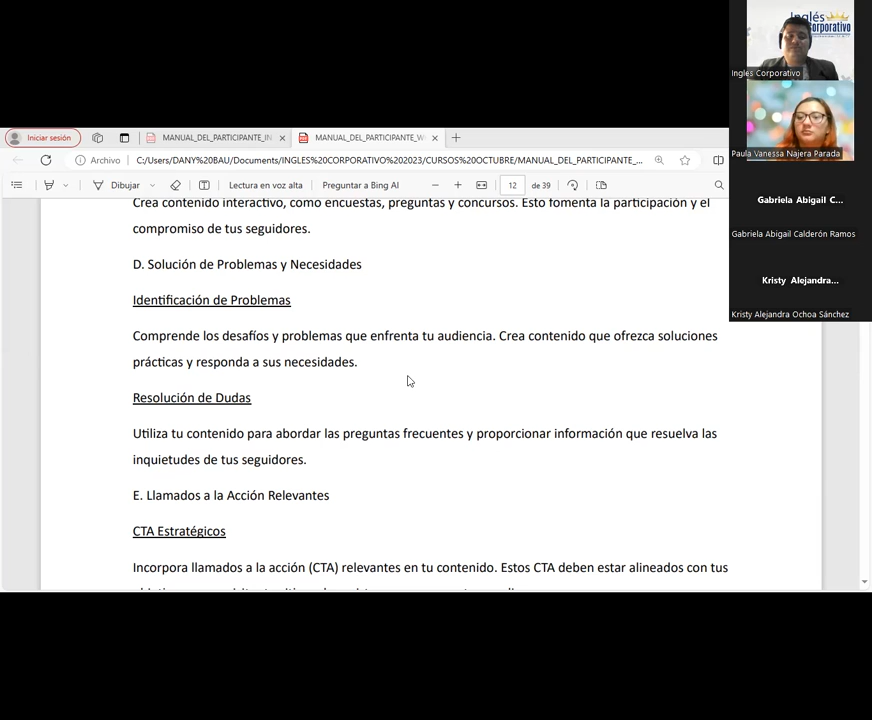 Inglés
Corporativo
Ingles Corporativo
Paula Vanessa Najera Parada
Gabriela Abigail C...
Gabriela Abigail Calderón Ramos
Kristy Alejandra...
Kristy Alejandra Ochoa Sánchez
Iniciar sesión
MANUAL_DEL_PARTICIPANTE_IN
MANUAL_DEL_PARTICIPANTE_W
Archivo
C:/Users/DANY%20BAU/Documents/INGLES%20CORPORATIVO%202023/CURSOS%20OCTUBRE/MANUAL_DEL_PARTICIPANTE_...
Dibujar
Lectura en voz alta
Preguntar a Bing AI
12
de 39
Crea contenido interactivo, como encuestas, preguntas y concursos. Esto fomenta la participación y el
compromiso de tus seguidores.
D. Solución de Problemas y Necesidades
Identificación de Problemas
Comprende los desafíos y problemas que enfrenta tu audiencia. Crea contenido que ofrezca soluciones
prácticas y responda a sus necesidades.
Resolución de Dudas
Utiliza tu contenido para abordar las preguntas frecuentes y proporcionar información que resuelva las
inquietudes de tus seguidores.
E. Llamados a la Acción Relevantes
CTA Estratégicos
Incorpora llamados a la acción (CTA) relevantes en tu contenido. Estos CTA deben estar alineados con tus